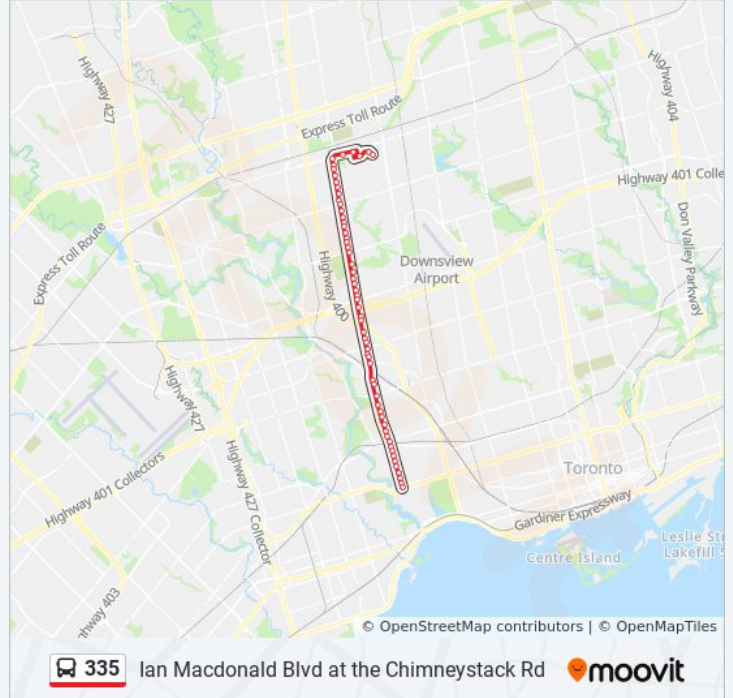 Highway 427
Highway 404
Express Toll Route
Highway 401 Colle
Express Toll Route
Highway 400
Downsview
Airport
Don Valley Parkway
Highway 427
Highway 401 Collectors
Highway 427 Collector
Toronto
Gardiner Expressway
Leslie Str
Lakefill S
Centre Island
hway 403
© OpenStreetMap contributors | © OpenMapTiles
335 Ian Macdonald Blvd at the Chimneystack Rd moovit